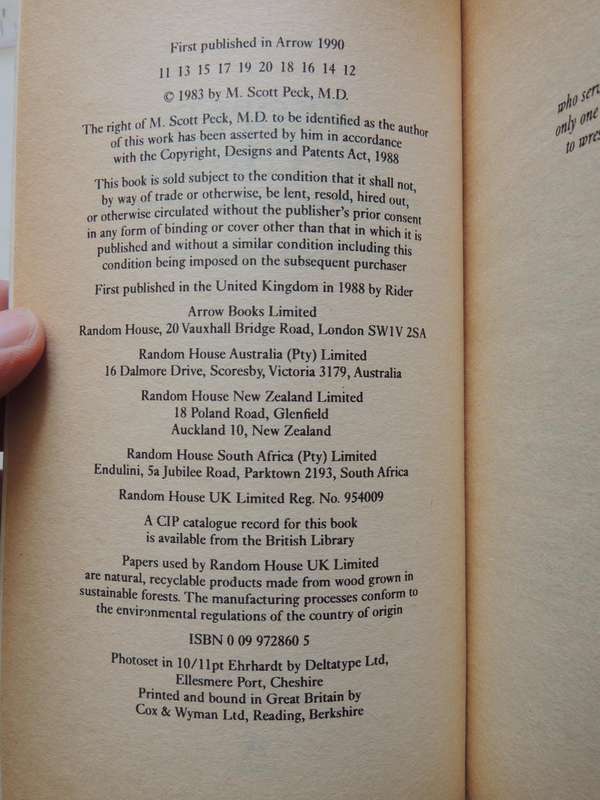 First published in Arrow 1990
11 13 15 17 19 20 18 16 14 12
© 1983 by M. Scott Peck, M.D.
The right of M. Scott Peck, M.D. to be identified as the author
of this work has been asserted by him in accordance
with the Copyright, Designs and Patents Act, 1988
This book is sold subject to the condition that it shall not,
by way of trade or otherwise, be lent, resold, hired out,
or otherwise circulated without the publisher's prior consent
in any form of binding or cover other than that in which it is
published and without a similar condition including this
condition being imposed on the subsequent purchaser
First published in the United Kingdom in 1988 by Rider
Arrow Books Limited
Random House, 20 Vauxhall Bridge Road, London SW1V 2SA
Random House Australia (Pty) Limited
16 Dalmore Drive, Scoresby, Victoria 3179, Australia
Random House New Zealand Limited
18 Poland Road, Glenfield
Auckland 10, New Zealand
Random House South Africa (Pty) Limited
Endulini, 5a Jubilee Road, Parktown 2193, South Africa
Random House UK Limited Reg. No. 954009
A CIP catalogue record for this book
is available from the British Library
Papers used by Random House UK Limited
are natural, recyclable products made from wood grown in
sustainable forests. The manufacturing processes conform to
the environmental regulations of the country of origin
ISBN 0 09 972860 5
Photoset in 10/11pt Ehrhardt by Deltatype Ltd,
Ellesmere Port, Cheshire
Printed and bound in Great Britain by
Cox & Wyman Ltd, Reading, Berkshire
who
only one
to